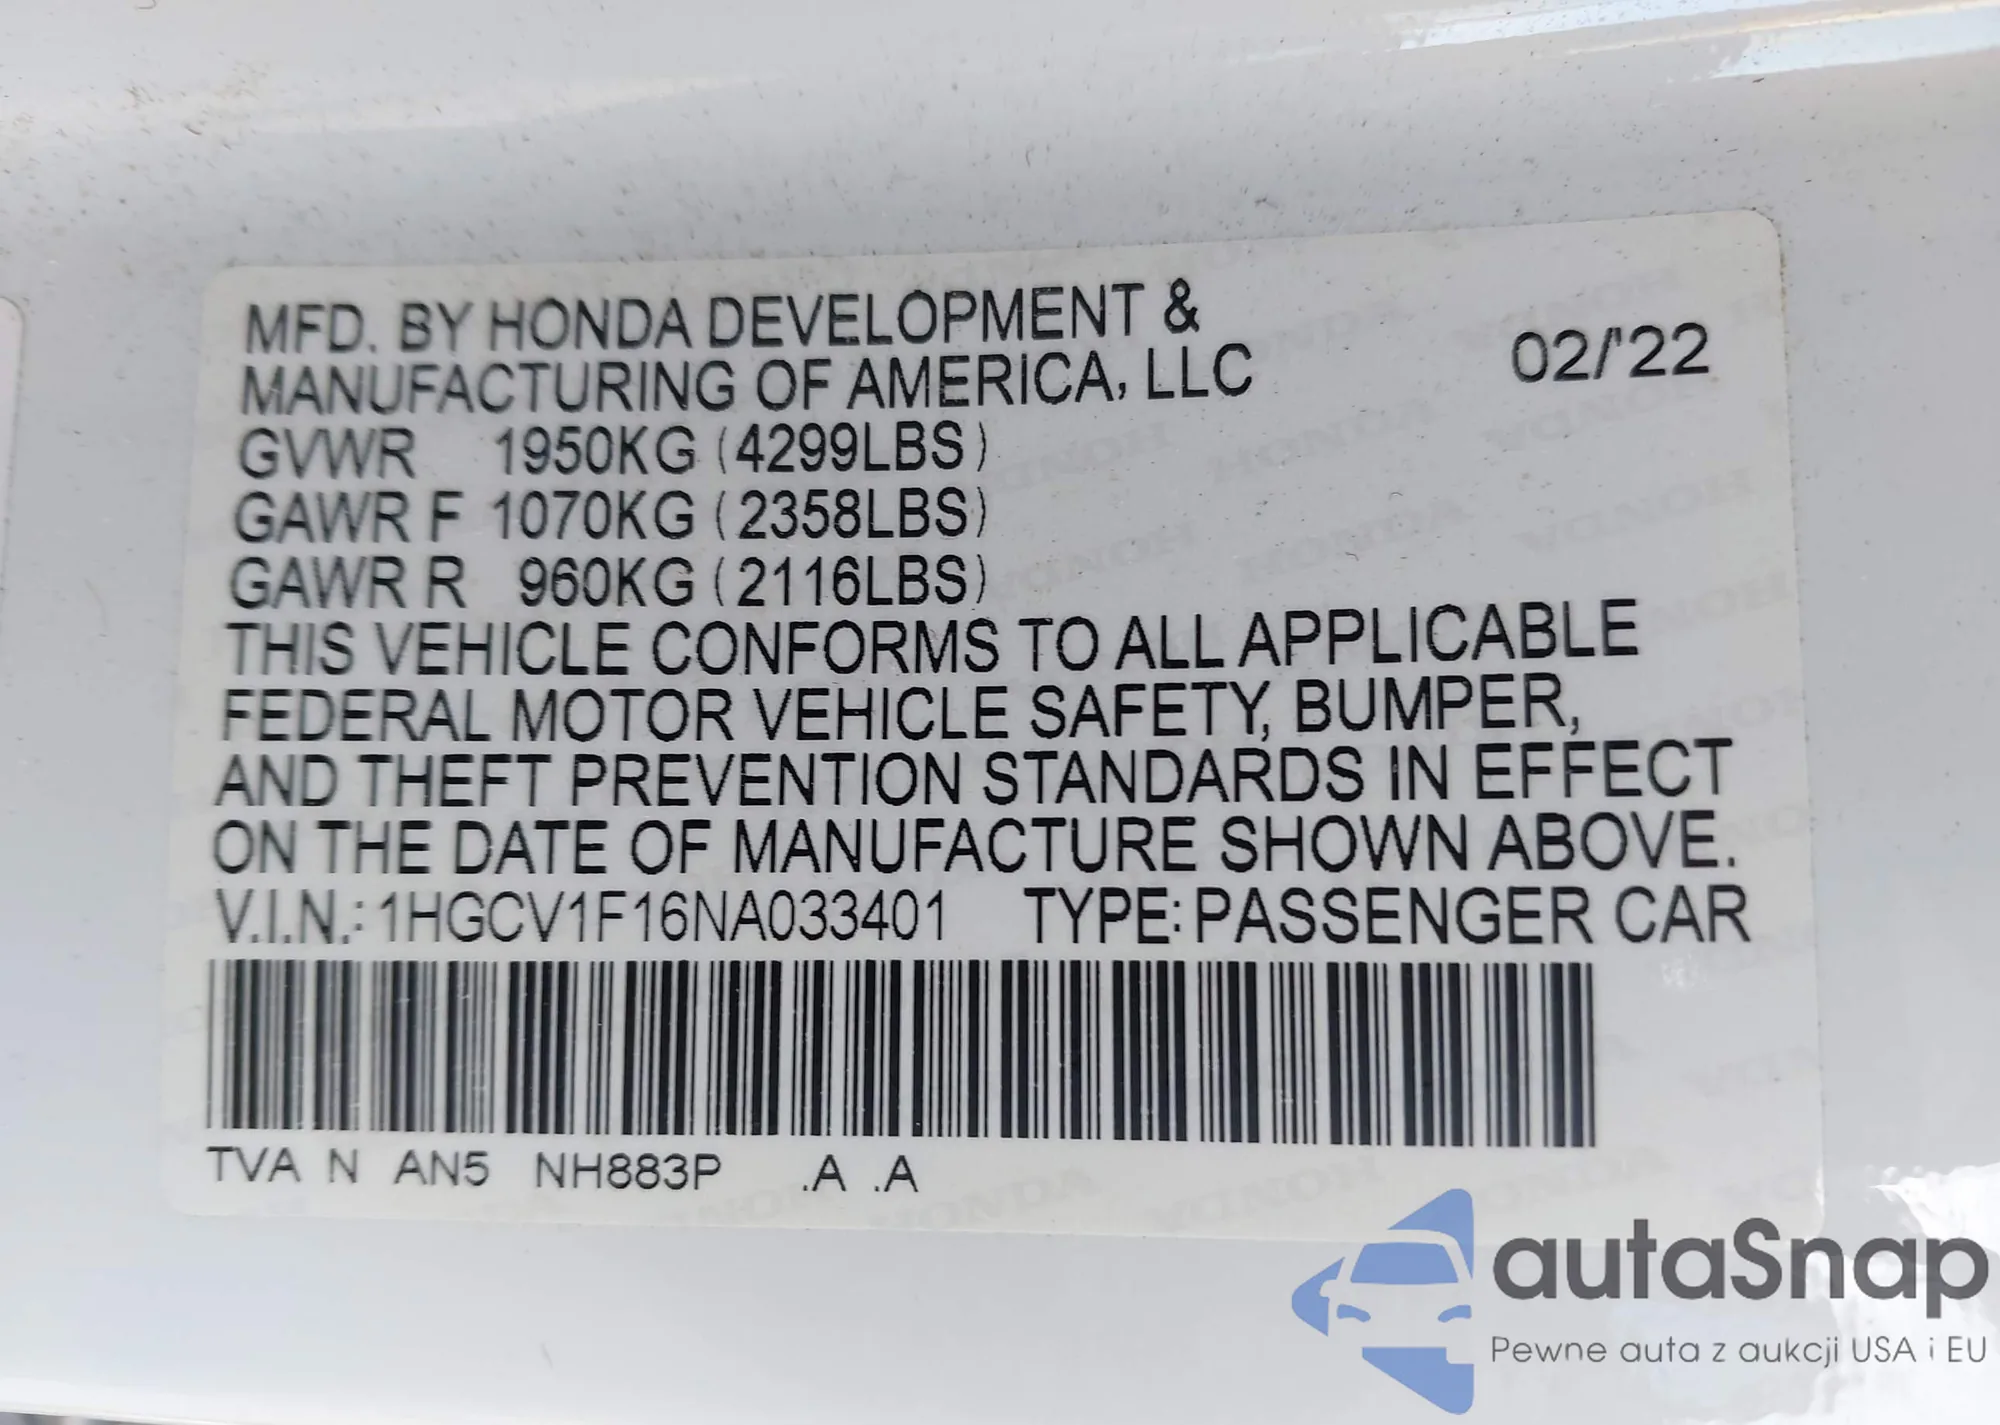 MFD. BY HONDA DEVELOPMENT &
MANUFACTURING OF AMERICA, LLC 02/'22
GVWR 1950KG (4299LBS)
GAWR F 1070KG (2358LBS)
GAWR R 960KG (2116LBS)
THIS VEHICLE CONFORMS TO ALL APPLICABLE
FEDERAL MOTOR VEHICLE SAFETY, BUMPER,
AND THEFT PREVENTION STANDARDS IN EFFECT
ON THE DATE OF MANUFACTURE SHOWN ABOVE.
V.I.N.: 1HGCV1F16NA033401 TYPE: PASSENGER CAR
TVA N AN5 NH883P .A .A
autaSnap
Pewne auta z aukcji USA i EU